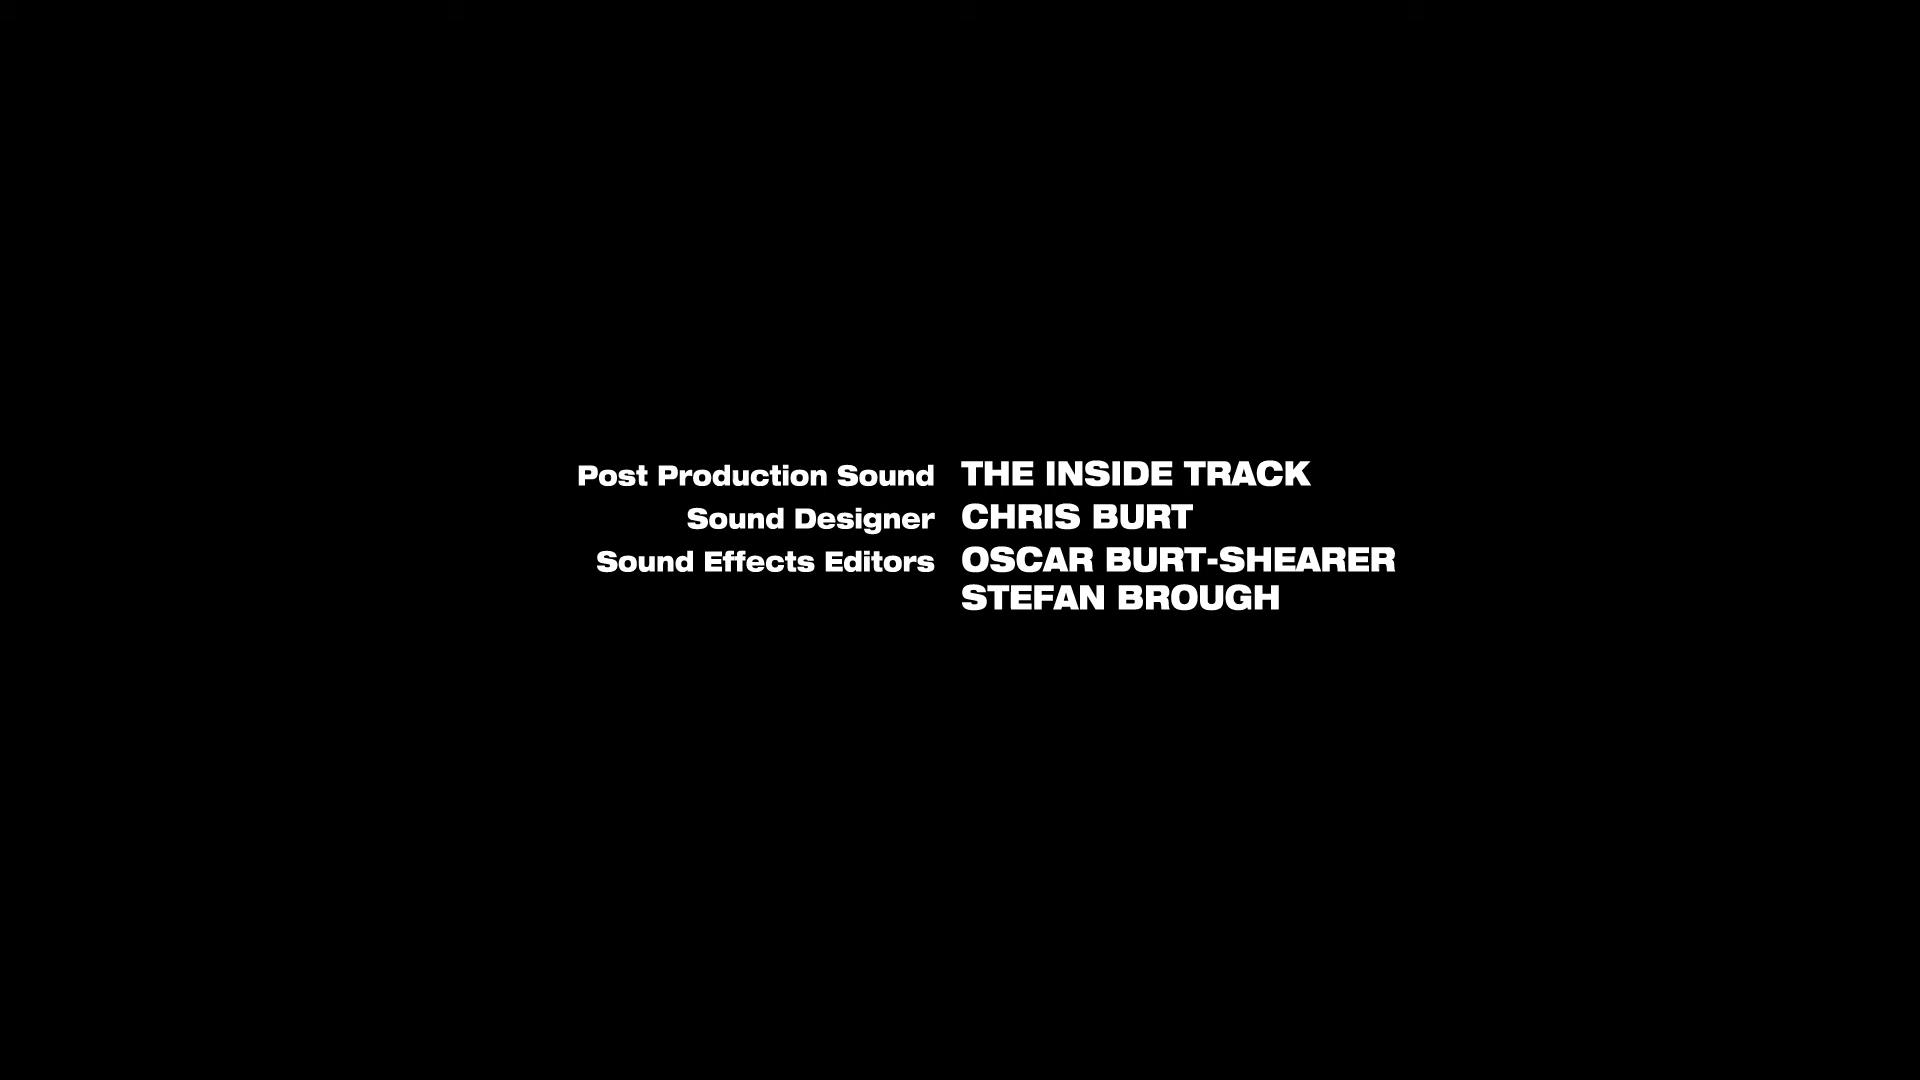 Post Production Sound THE INSIDE TRACK
Sound Designer CHRIS BURT
Sound Effects Editors OSCAR BURT-SHEARER
STEFAN BROUGH